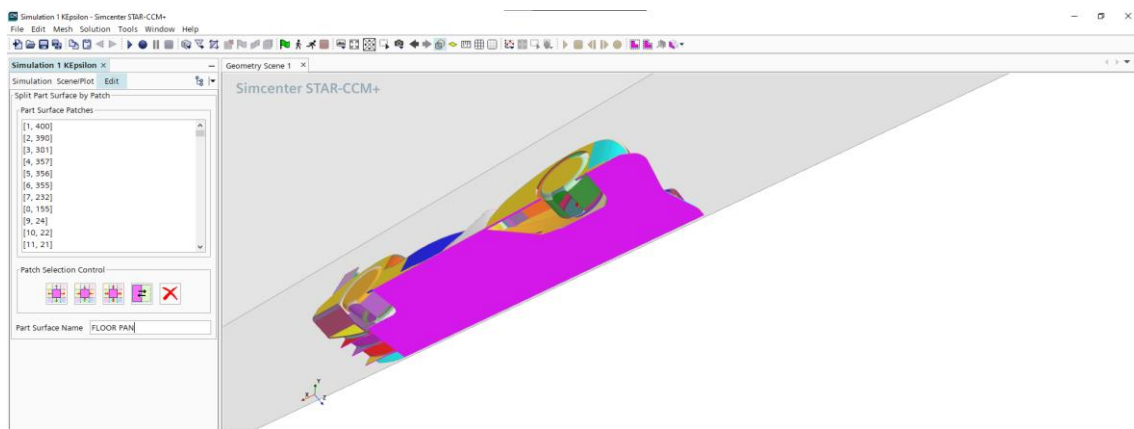 Simulation 1 KEpsilon - Simcenter STAR-CCM+
File Edit Mesh Solution Tools Window Help
Simulation 1 KEpsilon ×
Geometry Scene 1 ×
Simulation Scene/Plot Edit
Split Part Surface by Patch
Part Surface Patches
[1, 400]
[2, 390]
[3, 381]
[4, 357]
[5, 356]
[6, 355]
[7, 232]
[8, 155]
[9, 24]
[10, 22]
[11, 21]
Patch Selection Control
Part Surface Name FLOOR PAN
Simcenter STAR-CCM+
Y
X
Z